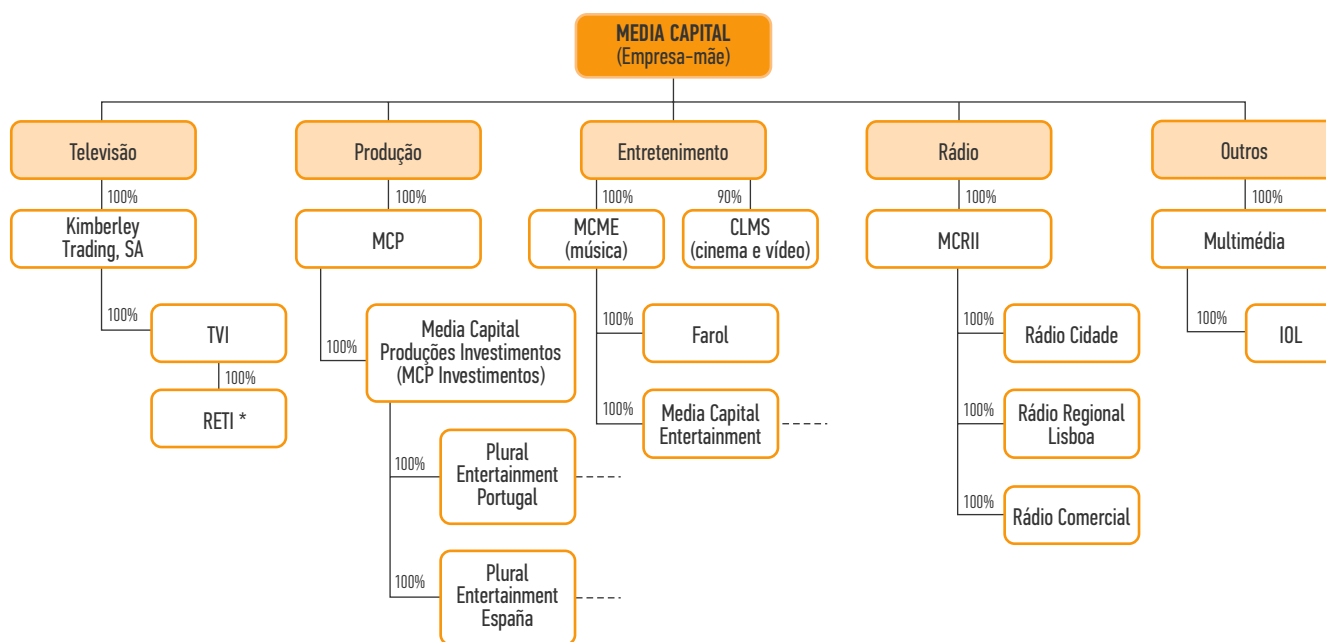 MEDIA CAPITAL
(Empresa-mãe)
Televisão
Produção
Entretenimento
Rádio
Outros
100%
100%
100%
90%
100%
100%
Kimberley
Trading, SA
MCP
MCME
(música)
CLMS
(cinema e vídeo)
MCRII
Multimédia
100%
TVI
100%
RETI *
100%
Media Capital
Produções Investimentos
(MCP Investimentos)
100%
Plural
Entertainment
Portugal
100%
Plural
Entertainment
España
100%
Farol
100%
Media Capital
Entertainment
100%
Rádio Cidade
100%
Rádio Regional
Lisboa
100%
Rádio Comercial
100%
IOL